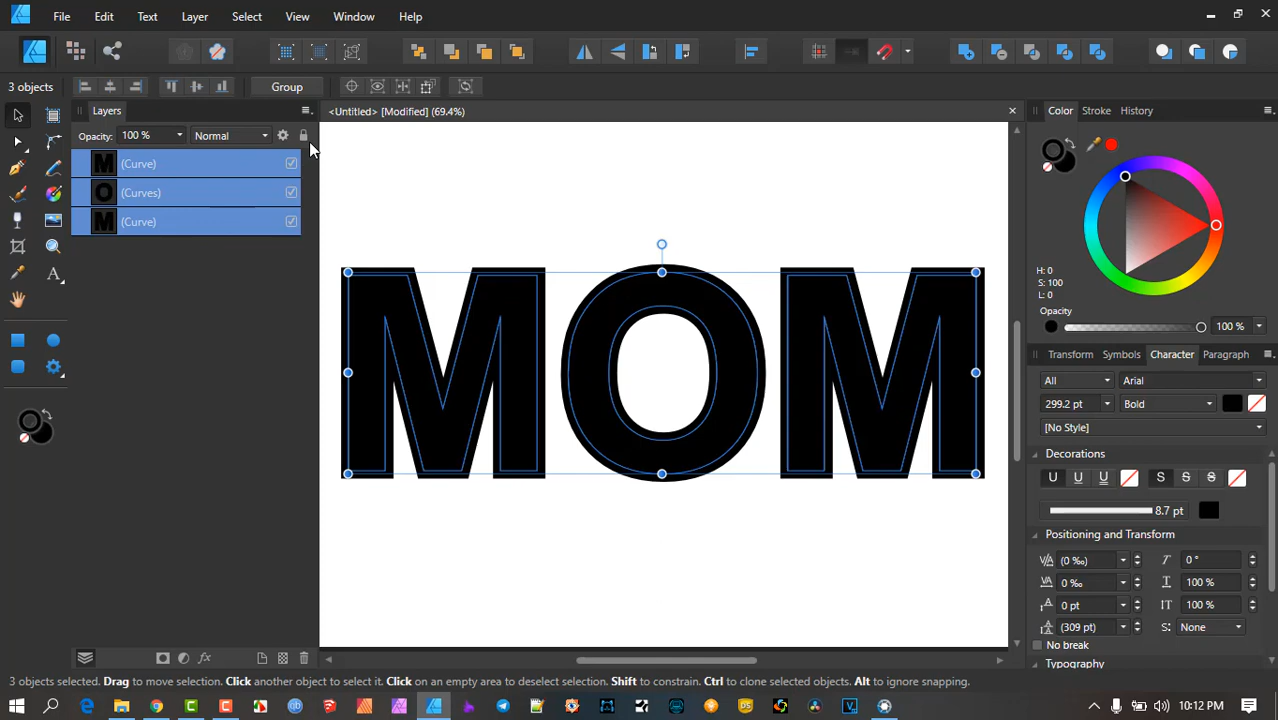 File Edit Text Layer Select View Window Help
3 objects Group
Layers <Untitled> [Modified] (69.4%) Color Stroke History
Opacity: 100 % Normal
(Curve)
(Curves)
(Curve)
MOM
H: 0
S: 100
L: 0
Opacity
100 %
Transform Symbols Character Paragraph
All Arial
299.2 pt Bold
[No Style]
Decorations
U U U S S S
8.7 pt
Positioning and Transform
(0 ‰) 0 °
0 ‰ 100 %
0 pt 100 %
(309 pt) None
No break
Typography
3 objects selected. Drag to move selection. Click another object to select it. Click on an empty area to deselect selection. Shift to constrain. Ctrl to clone selected objects. Alt to ignore snapping.
10:12 PM